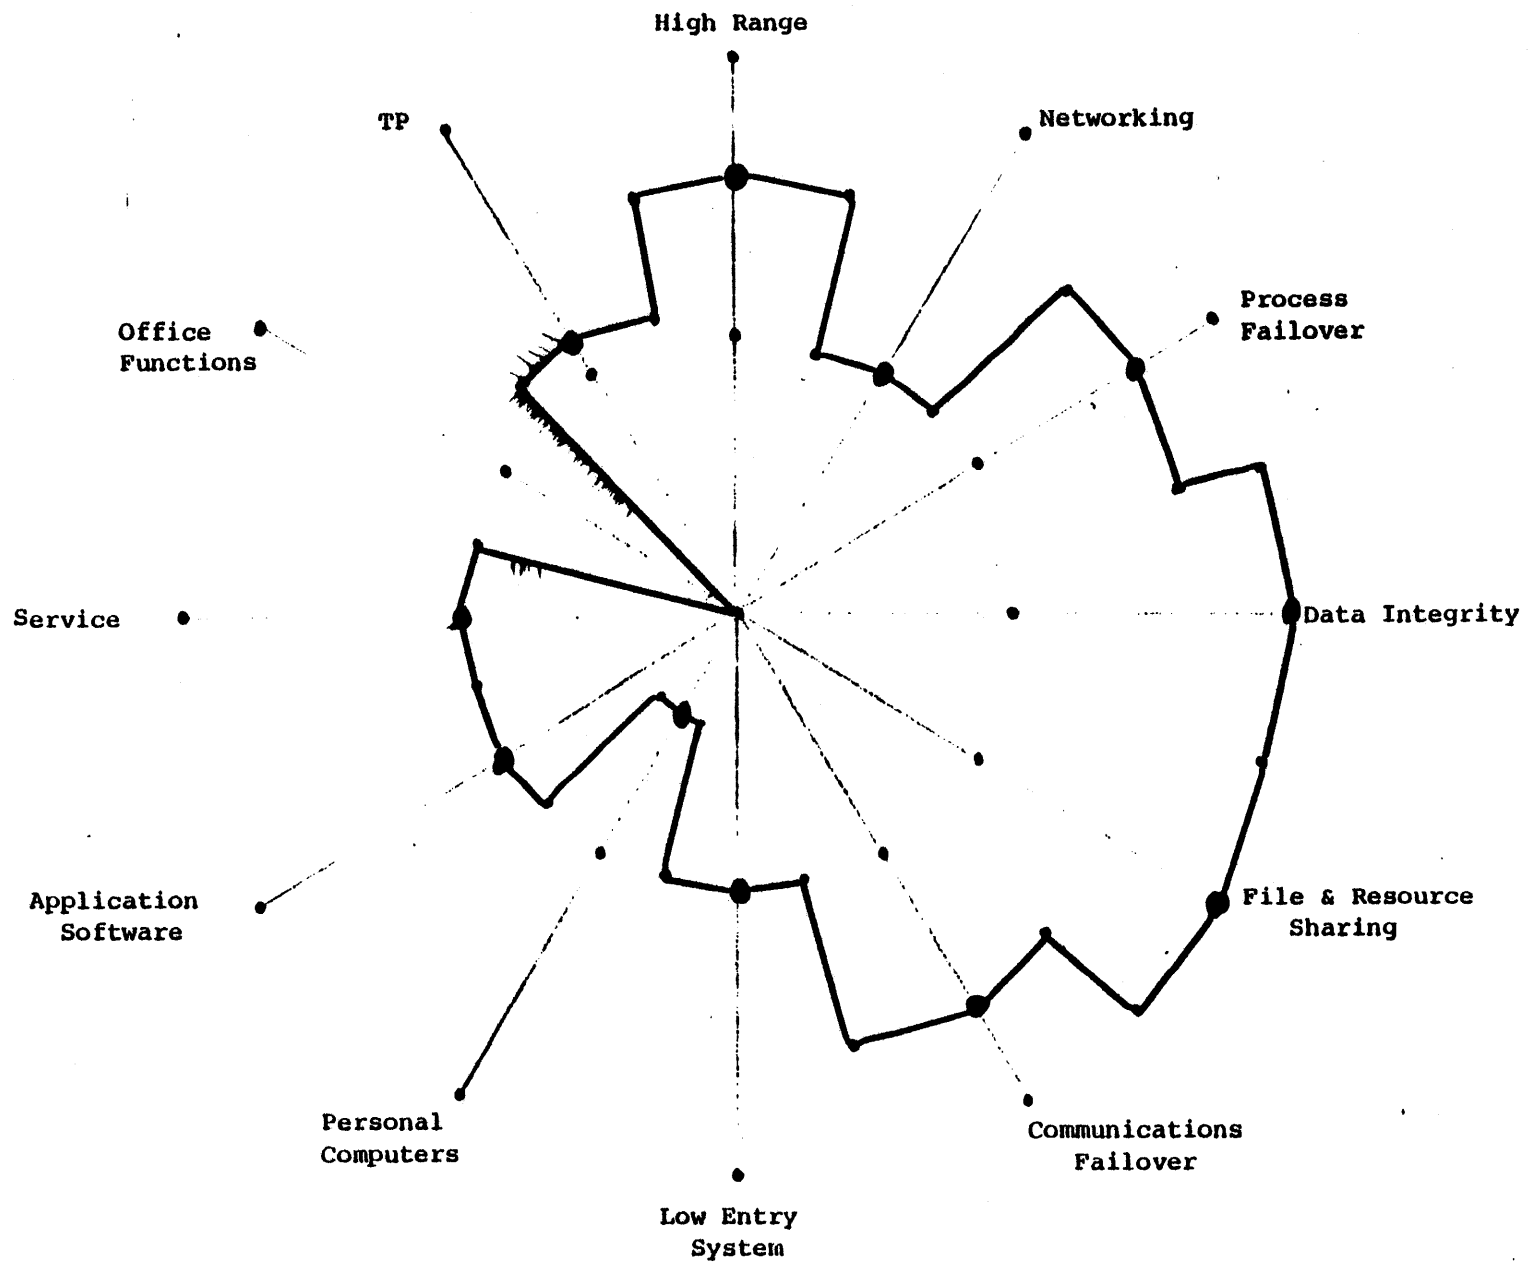 High Range
TP
Networking
Process
Failover
Office
Functions
Service
Data Integrity
Application
Software
File & Resource
Sharing
Personal
Computers
Communications
Failover
Low Entry
System